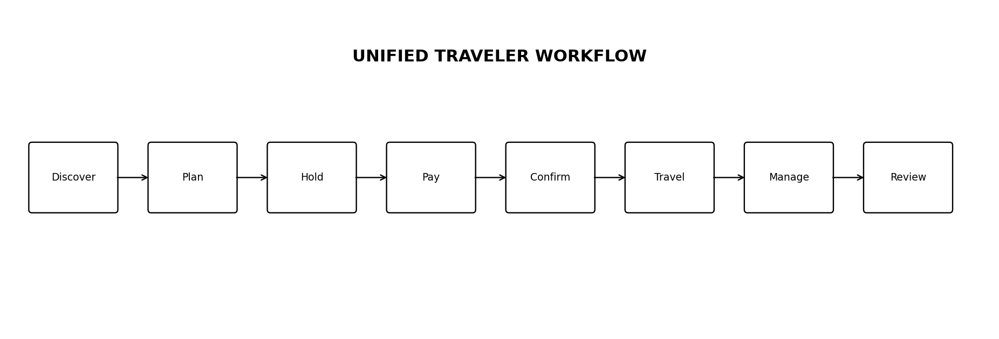 UNIFIED TRAVELER WORKFLOW
Discover
Plan
Hold
Pay
Confirm
Travel
Manage
Review